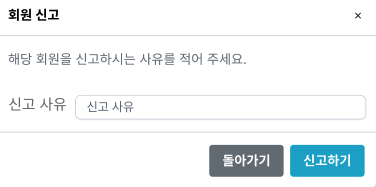 회원 신고 ×
해당 회원을 신고하시는 사유를 적어 주세요.
신고 사유 신고 사유
돌아가기 신고하기